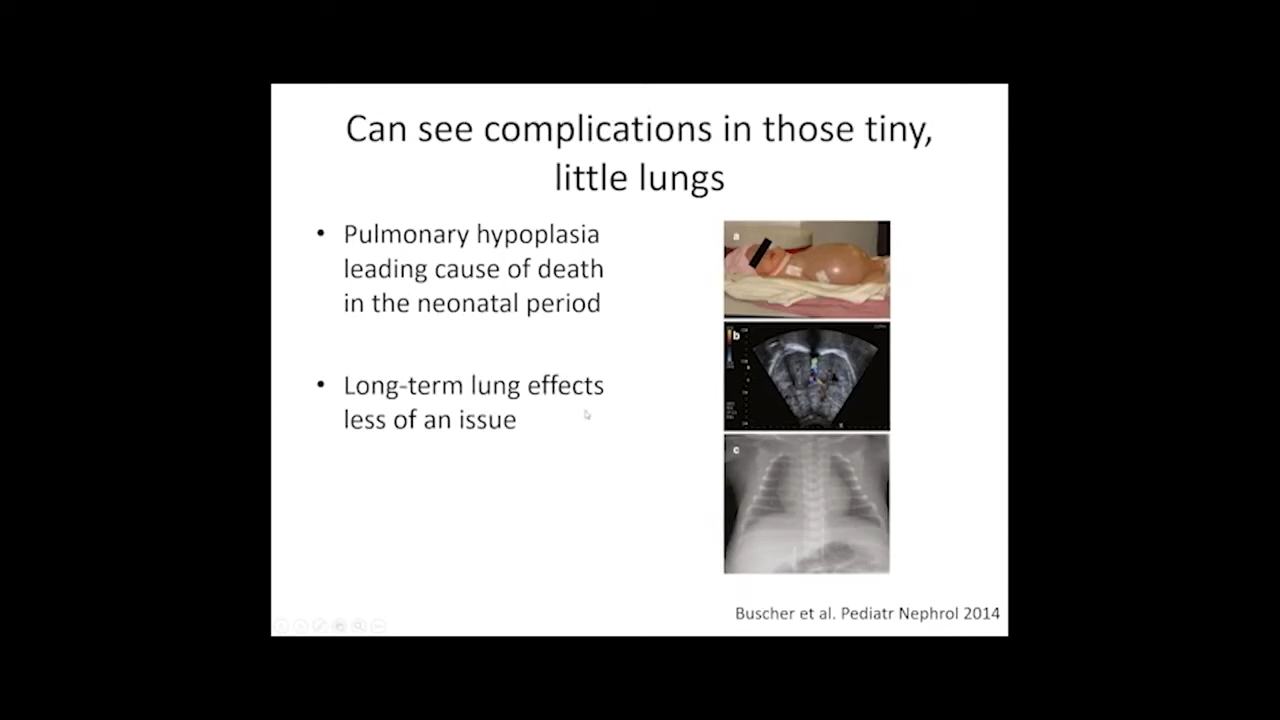 Can see complications in those tiny,
little lungs
• Pulmonary hypoplasia
leading cause of death
in the neonatal period
• Long-term lung effects
less of an issue
a
b
c
Buscher et al. Pediatr Nephrol 2014